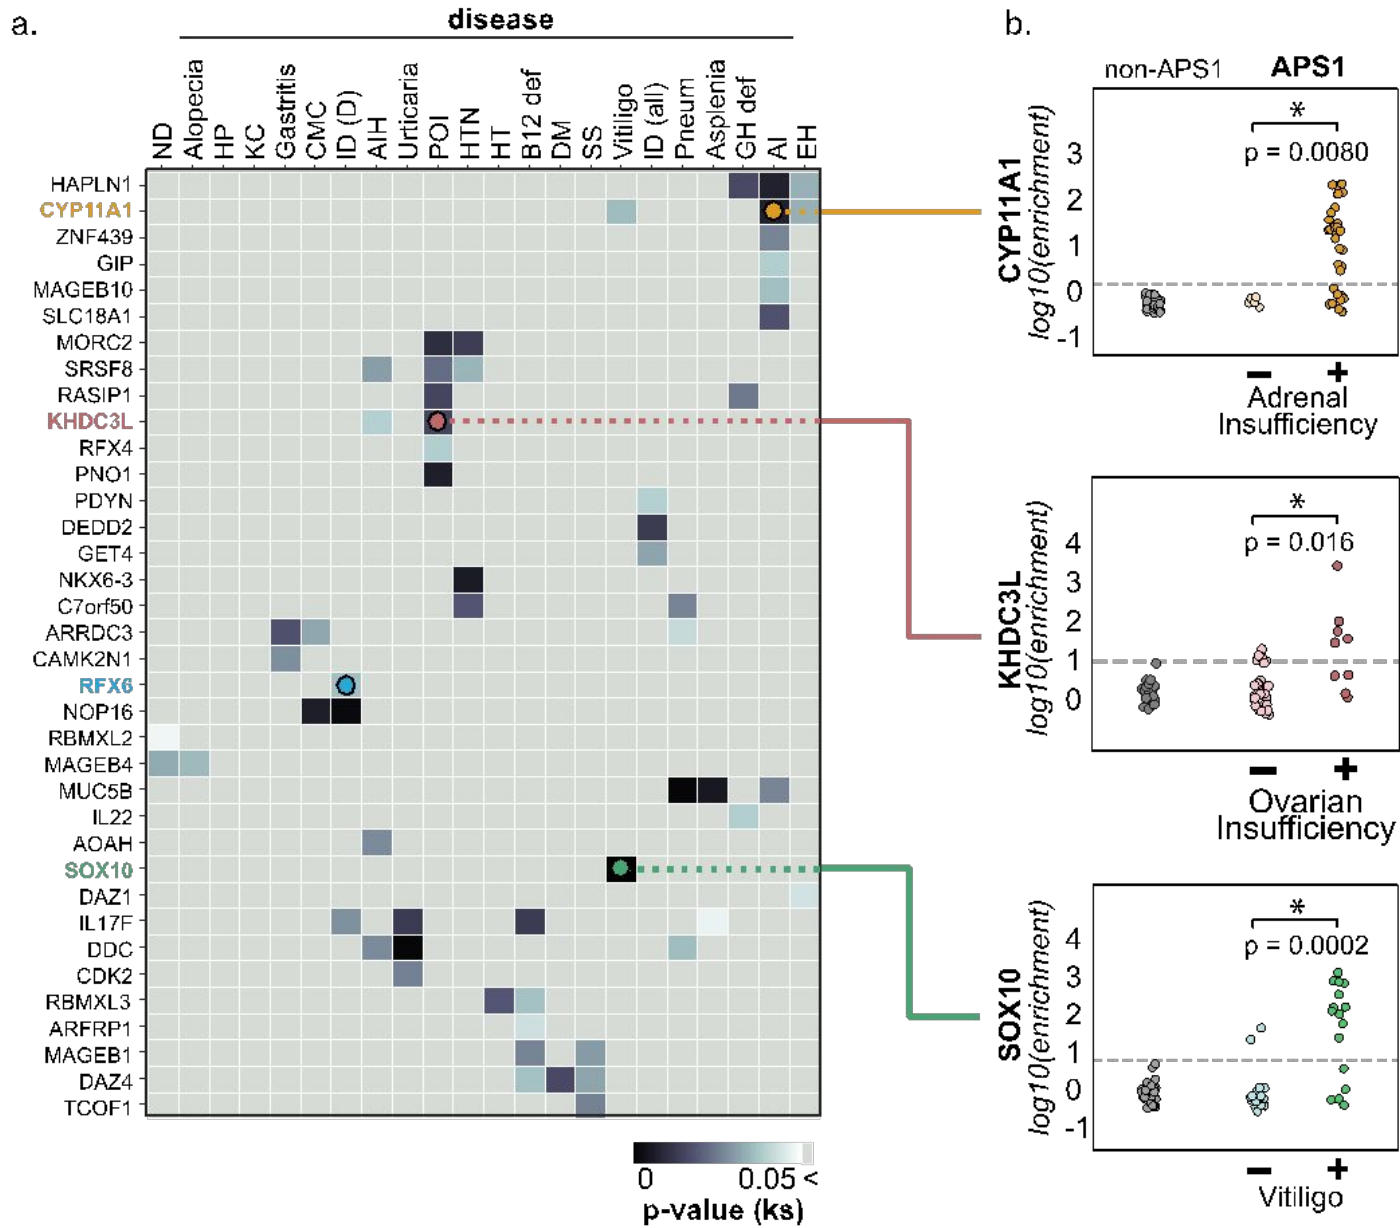 a.
disease
ND
Alopecia
HP
KC
Gastritis
CMC
ID (D)
AIH
Urticaria
POI
HTN
HT
B12 def
DM
SS
Vitiligo
ID (all)
Pneum
Asplenia
GH def
AI
EH
HAPLN1
CYP11A1
ZNF439
GIP
MAGEB10
SLC18A1
MORC2
SRSF8
RASIP1
KHDC3L
RFX4
PNO1
PDYN
DEDD2
GET4
NKX6-3
C7orf50
ARRDC3
CAMK2N1
RFX6
NOP16
RBMXL2
MAGEB4
MUC5B
IL22
AOAH
SOX10
DAZ1
IL17F
DDC
CDK2
RBMXL3
ARFRP1
MAGEB1
DAZ4
TCOF1
0 0.05 <
p-value (ks)
b.
non-APS1 APS1
CYP11A1
log10(enrichment)
3
2
1
0
-1
*
p = 0.0080
− +
Adrenal
Insufficiency
KHDC3L
log10(enrichment)
4
3
2
1
0
*
p = 0.016
− +
Ovarian
Insufficiency
SOX10
log10(enrichment)
4
3
2
1
0
-1
*
p = 0.0002
− +
Vitiligo